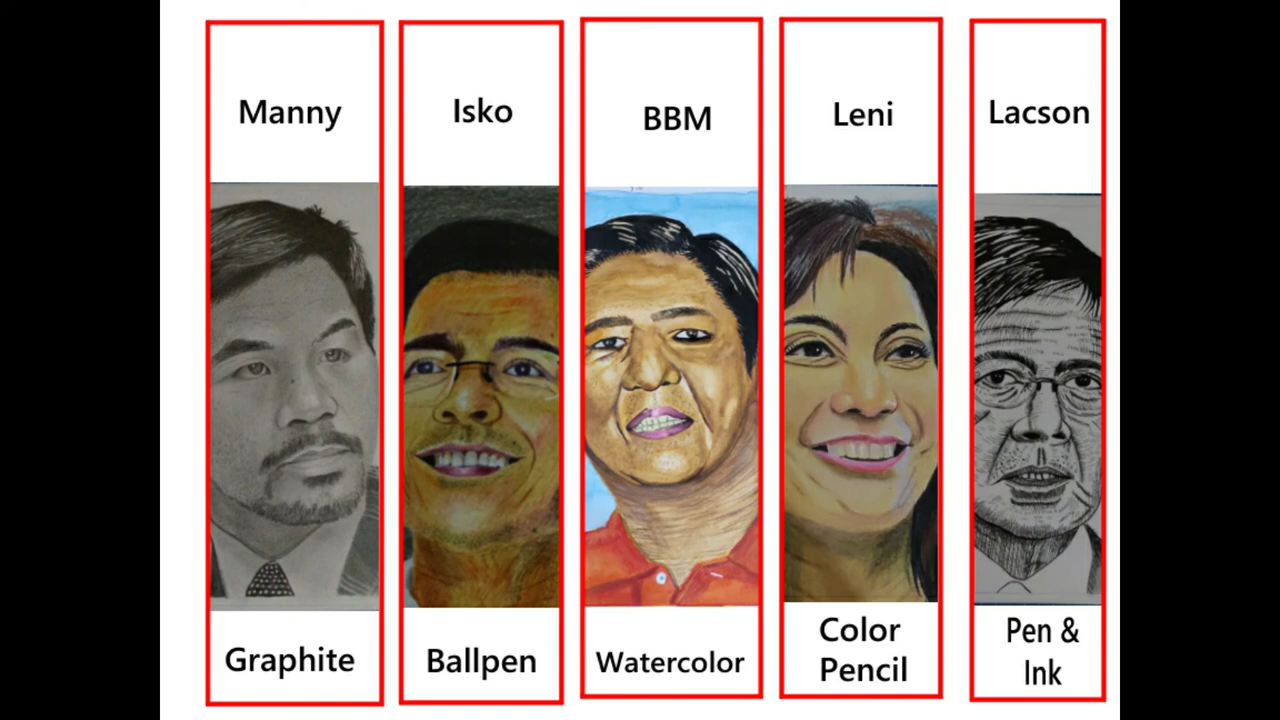 Manny
Isko
BBM
Leni
Lacson
Graphite
Ballpen
Watercolor
Color
Pencil
Pen &
Ink